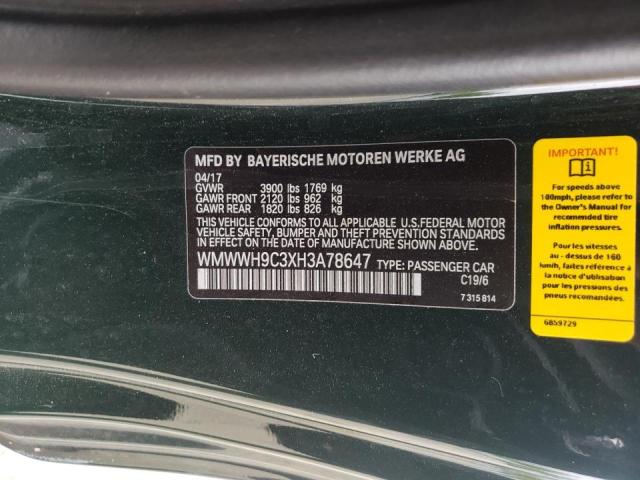 MFD BY BAYERISCHE MOTOREN WERKE AG
04/17
GVWR 3900 lbs 1769 kg
GAWR FRONT 2120 lbs 962 kg
GAWR REAR 1820 lbs 826 kg
THIS VEHICLE CONFORMS TO ALL APPLICABLE U.S.FEDERAL MOTOR
VEHICLE SAFETY, BUMPER AND THEFT PREVENTION STANDARDS
IN EFFECT ON THE DATE OF MANUFACTURE SHOWN ABOVE.
WMWWH9C3XH3A78647 TYPE: PASSENGER CAR
C19/6
7 315 814
IMPORTANT!
For speeds above
100mph, please refer to
the Owner's Manual for
recommended tire
inflation pressures.
Pour les vitesses
au - dessus de 160
km/h, faire référence a
la notice d'utilisation
pour les pressions des
pneus recommandées.
6859729